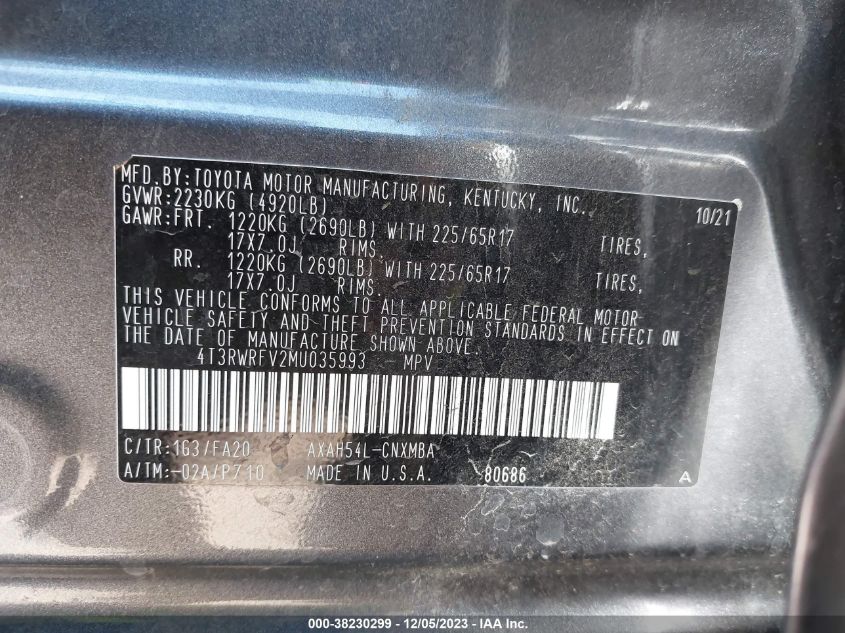 MFD.BY:TOYOTA MOTOR MANUFACTURING, KENTUCKY, INC. 10/21
GVWR:2230KG (4920LB)
GAWR:FRT. 1220KG (2690LB) WITH 225/65R17 TIRES,
17X7.0J RIMS,
RR. 1220KG (2690LB) WITH 225/65R17 TIRES,
17X7.0J RIMS
THIS VEHICLE CONFORMS TO ALL APPLICABLE FEDERAL MOTOR
VEHICLE SAFETY AND THEFT PREVENTION STANDARDS IN EFFECT ON
THE DATE OF MANUFACTURE SHOWN ABOVE.
4T3RWRFV2MU035993 MPV
C/TR:1G3/FA20 AXAH54L-CNXMBA
A/TM:-02A/P710 MADE IN U.S.A. 80686 A
000-38230299 - 12/05/2023 - IAA Inc.